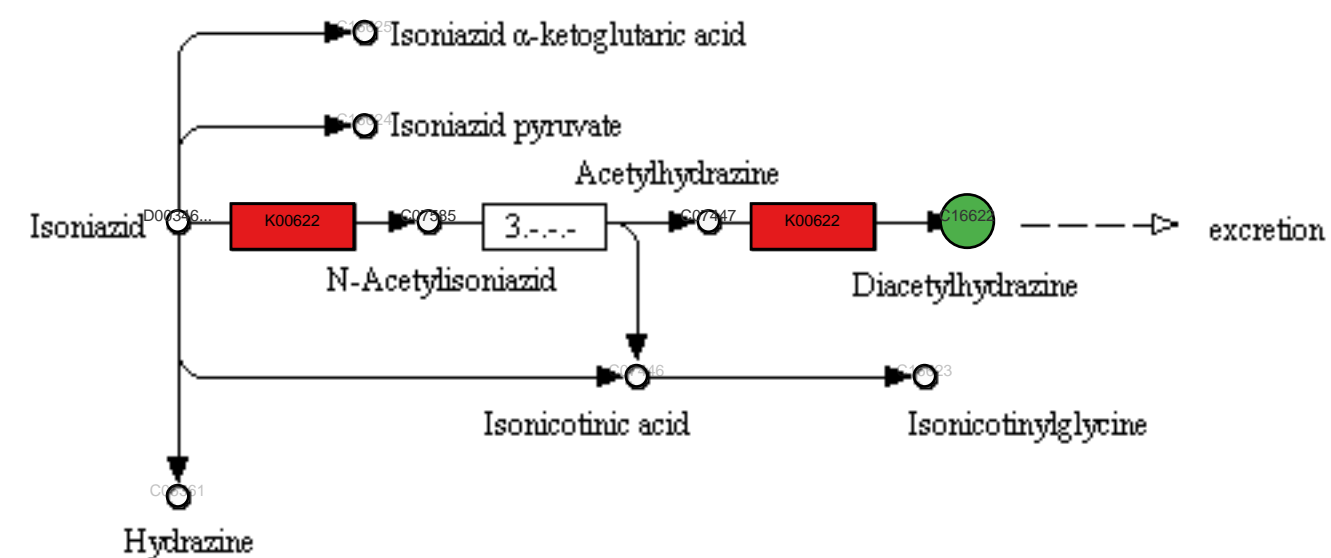 Isoniazid α-ketoglutaric acid
Isoniazid pyruvate
Acetylhydrazine
Isoniazid
D00346...
K00622
C07585
3.-.-.-
C07447
K00622
C16622
excretion
N-Acetylisoniazid
Diacetylhydrazine
Isonicotinic acid
Isonicotinylglycine
Hydrazine